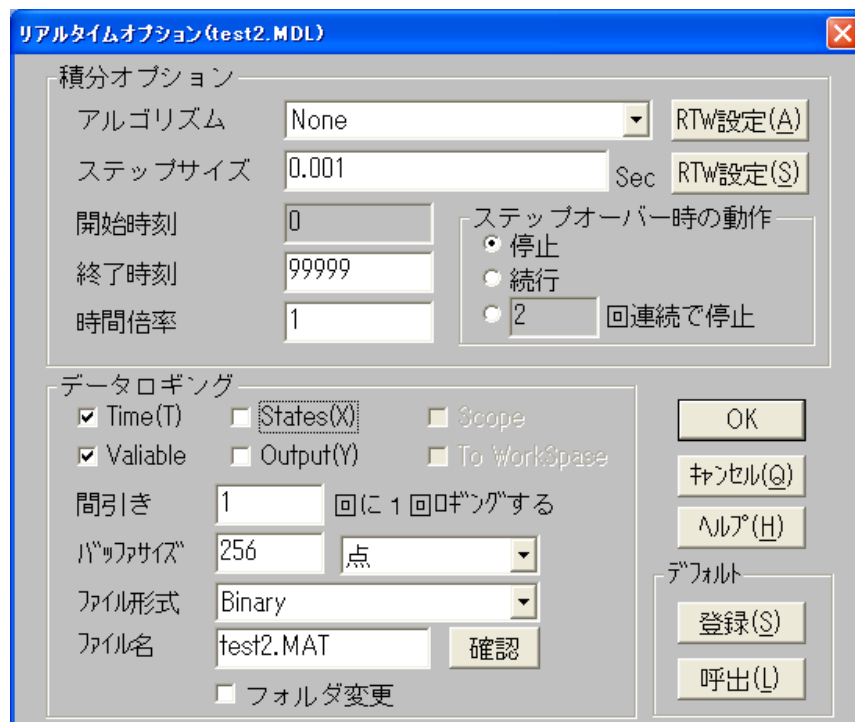 リアルタイムオプション(test2.MDL)
積分オプション
アルゴリズム None RTW設定(A)
ステップサイズ 0.001 Sec RTW設定(S)
開始時刻 0
終了時刻 99999
時間倍率 1
ステップオーバー時の動作
停止
続行
2 回連続で停止
データロギング
Time(T) States(X) Scope
Valiable Output(Y) To WorkSpase
間引き 1 回に1回ﾛｷﾞﾝｸﾞする
ﾊﾞｯﾌｧｻｲｽﾞ 256 点
ﾌｧｲﾙ形式 Binary
ﾌｧｲﾙ名 test2.MAT 確認
フォルダ変更
OK
ｷｬﾝｾﾙ(Q)
ﾍﾙﾌﾟ(H)
ﾃﾞﾌｫﾙﾄ
登録(S)
呼出(L)